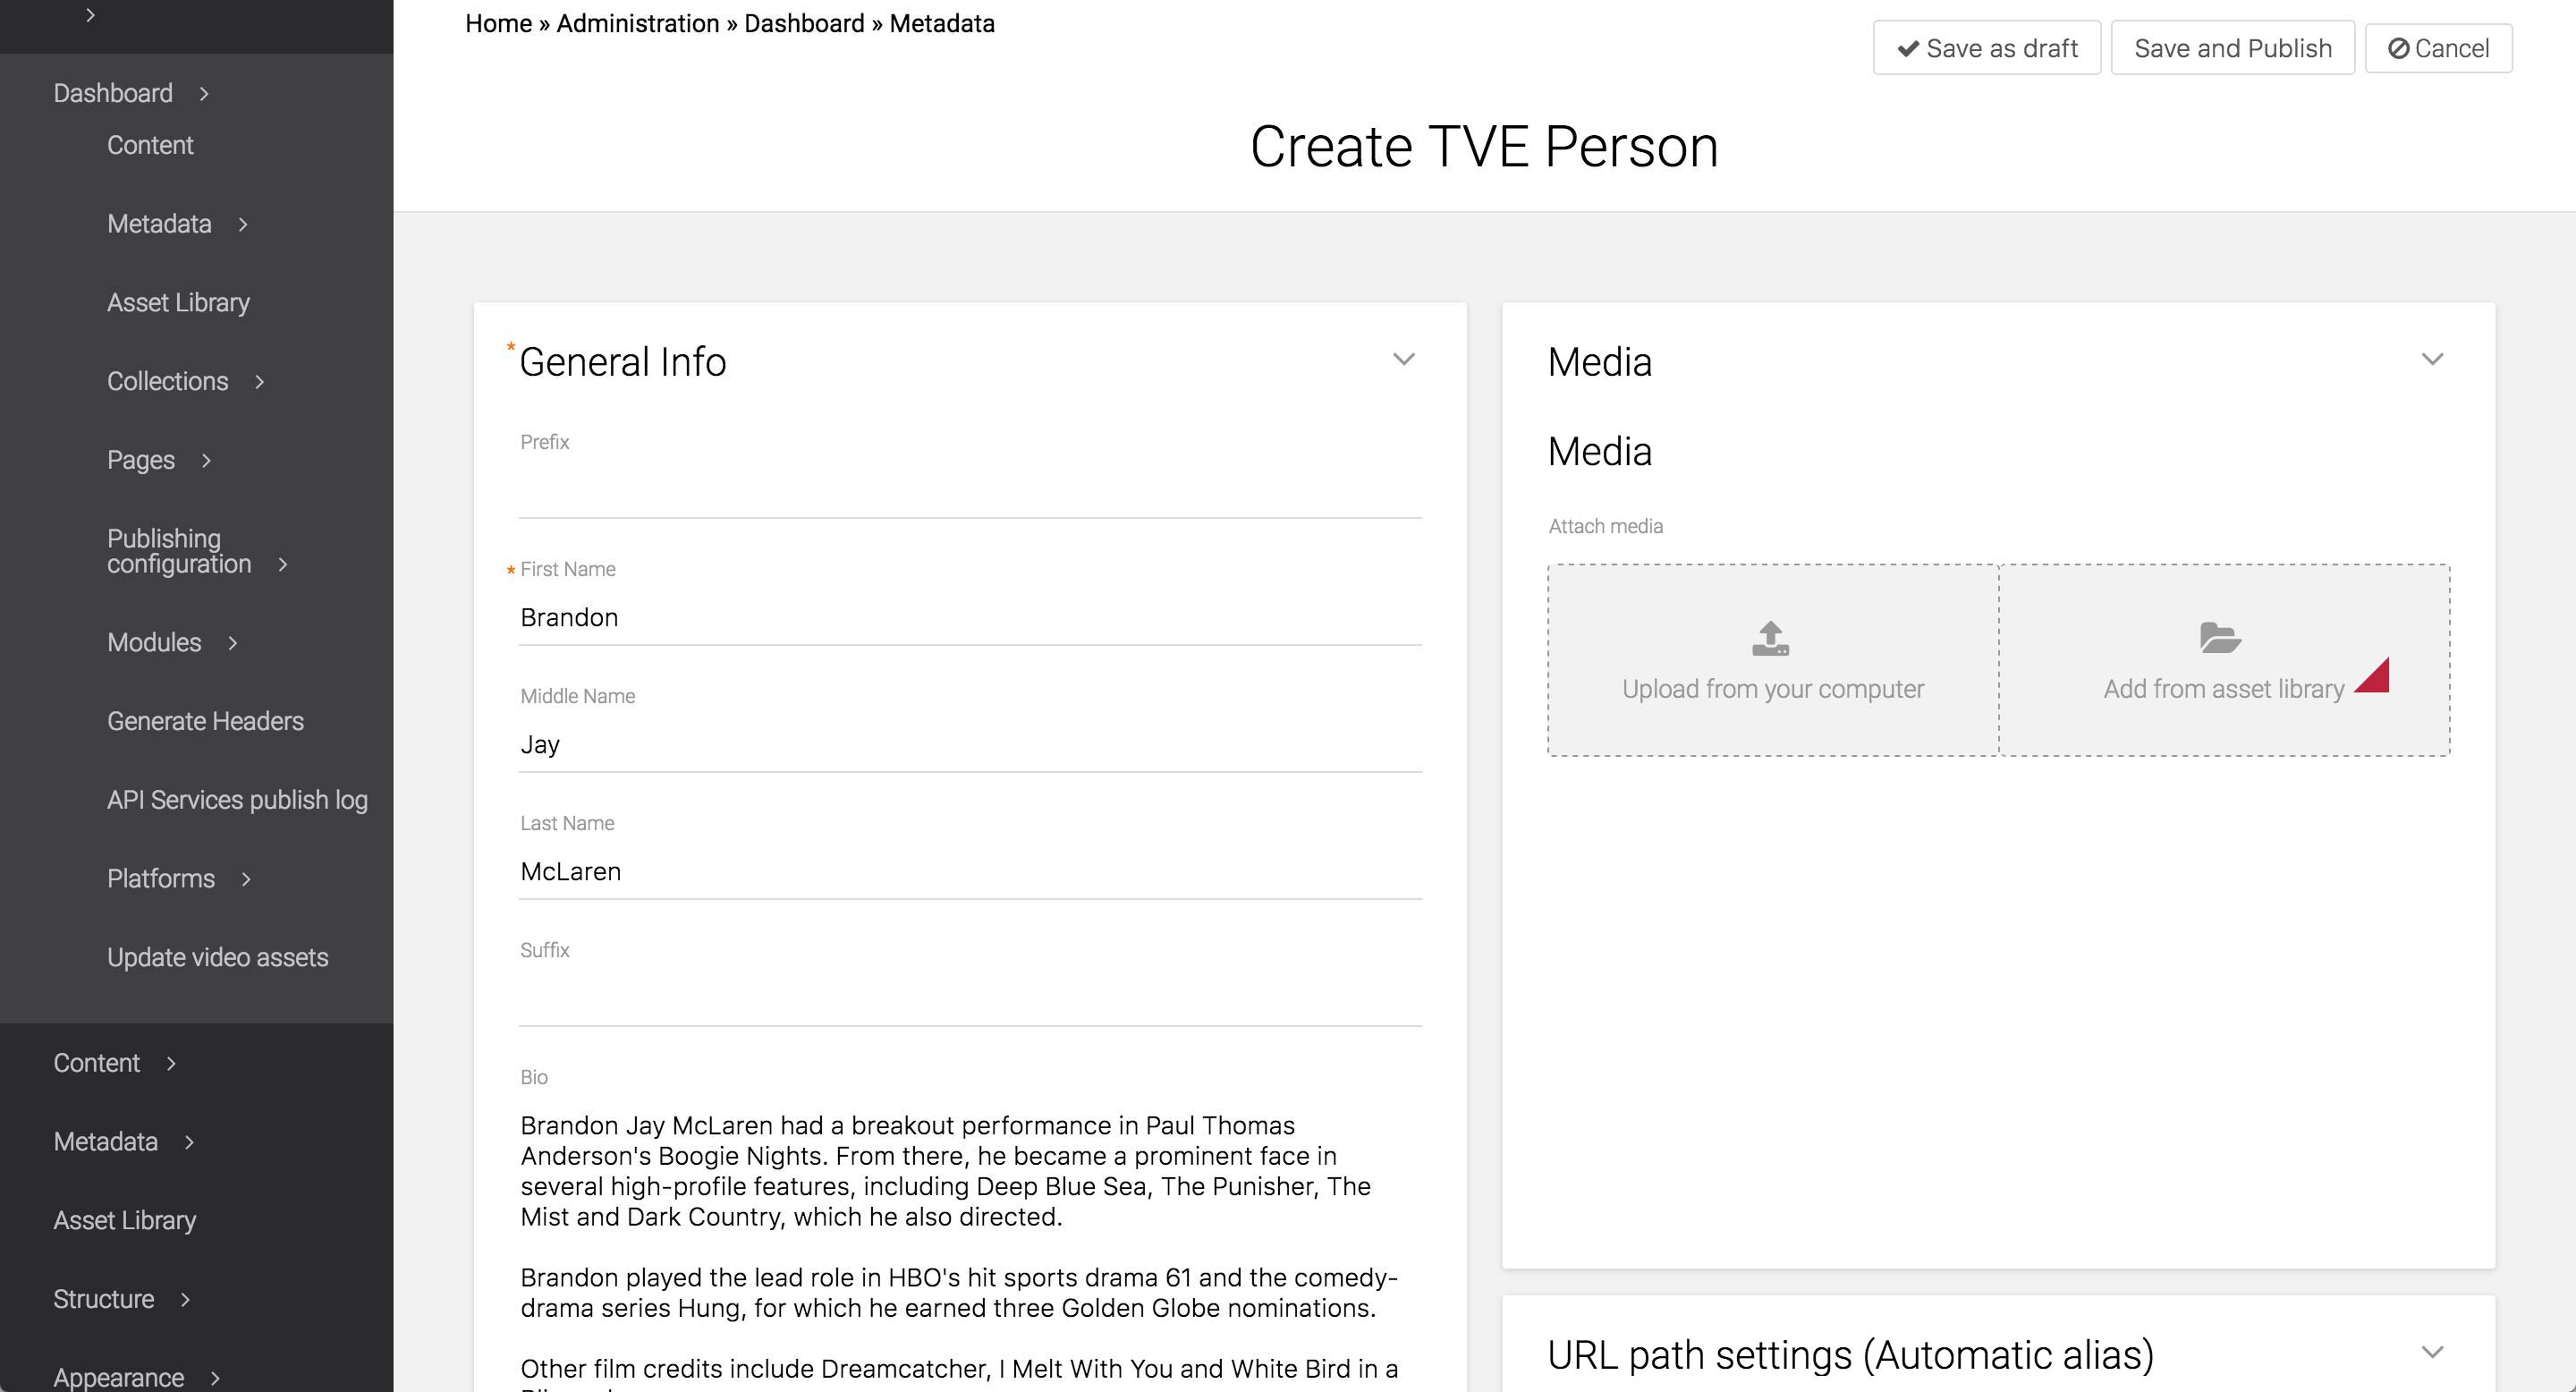 Home » Administration » Dashboard » Metadata
Save as draft
Save and Publish
Cancel
Create TVE Person
Dashboard
Content
Metadata
Asset Library
Collections
Pages
Publishing
configuration
Modules
Generate Headers
API Services publish log
Platforms
Update video assets
Content
Metadata
Asset Library
Structure
Appearance
* General Info
Prefix
* First Name
Brandon
Middle Name
Jay
Last Name
McLaren
Suffix
Bio
Brandon Jay McLaren had a breakout performance in Paul Thomas
Anderson's Boogie Nights. From there, he became a prominent face in
several high-profile features, including Deep Blue Sea, The Punisher, The
Mist and Dark Country, which he also directed.
Brandon played the lead role in HBO's hit sports drama 61 and the comedy-
drama series Hung, for which he earned three Golden Globe nominations.
Other film credits include Dreamcatcher, I Melt With You and White Bird in a
Media
Media
Attach media
Upload from your computer
Add from asset library
URL path settings (Automatic alias)